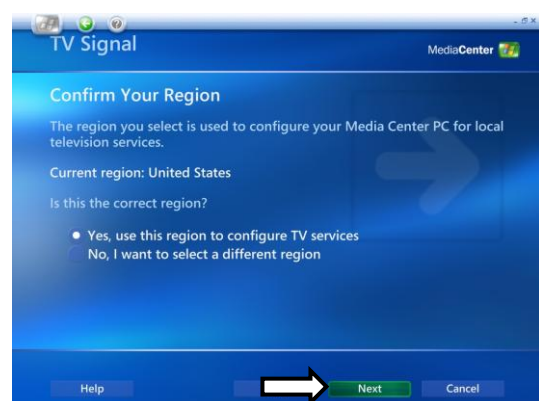 TV Signal
MediaCenter
Confirm Your Region
The region you select is used to configure your Media Center PC for local
television services.
Current region: United States
Is this the correct region?
Yes, use this region to configure TV services
No, I want to select a different region
Help
Next
Cancel